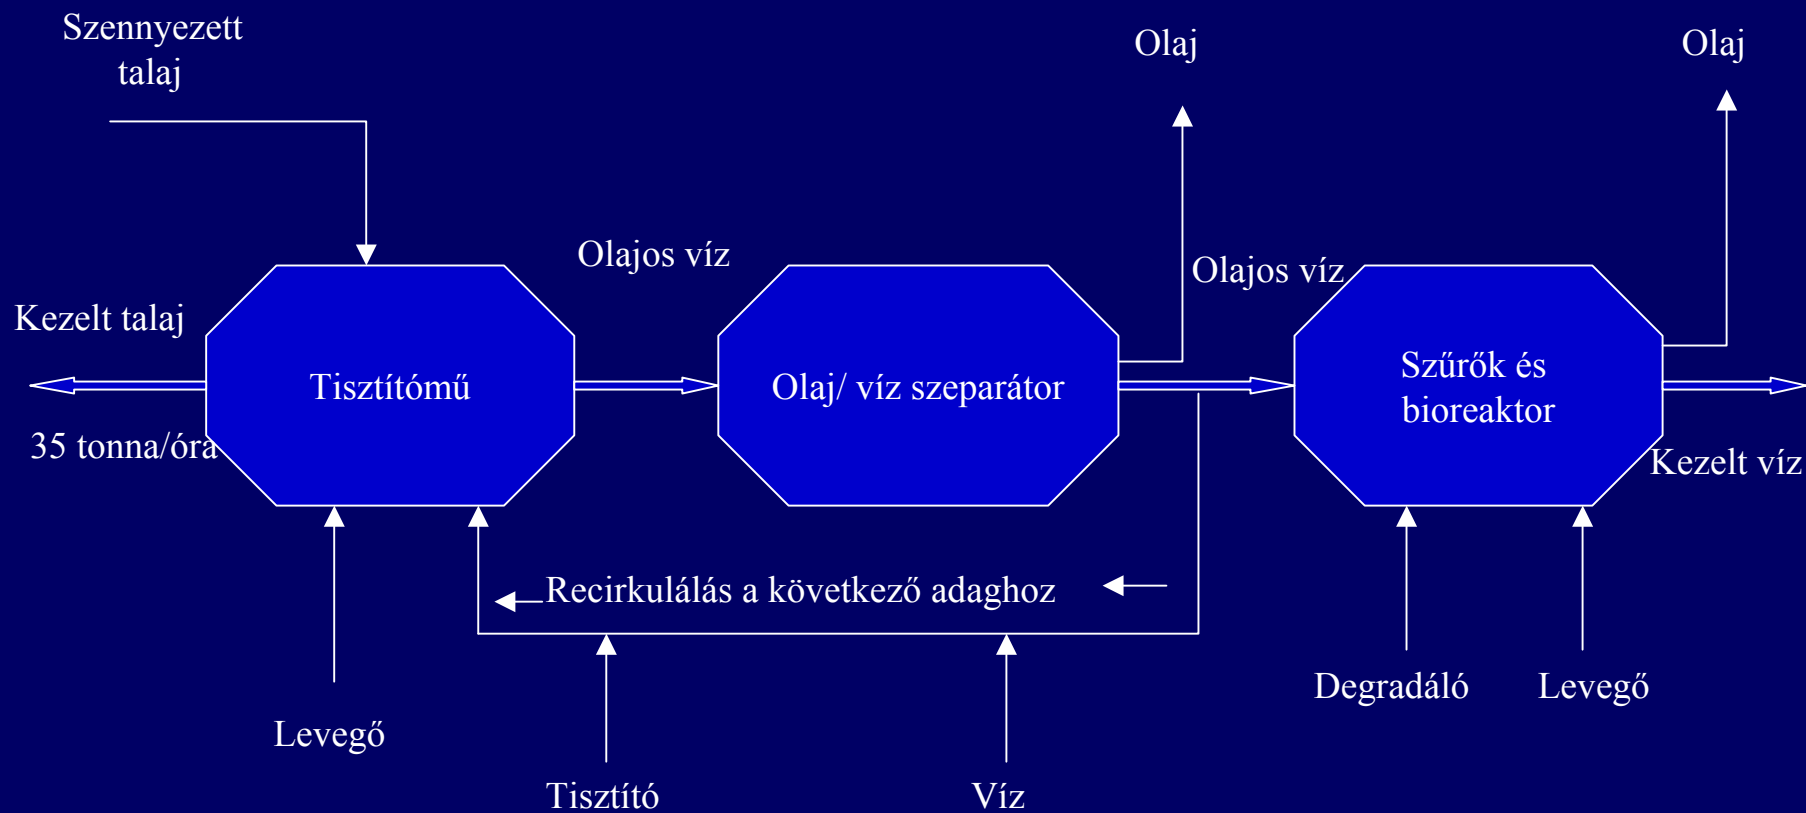 Szennyezett
talaj
Olaj
Olaj
Olajos víz
Olajos víz
Kezelt talaj
Tisztítómű
Olaj/ víz szeparátor
Szűrők és
bioreaktor
35 tonna/óra
Kezelt víz
Recirkulálás a következő adaghoz
Degradáló
Levegő
Levegő
Tisztító
Víz